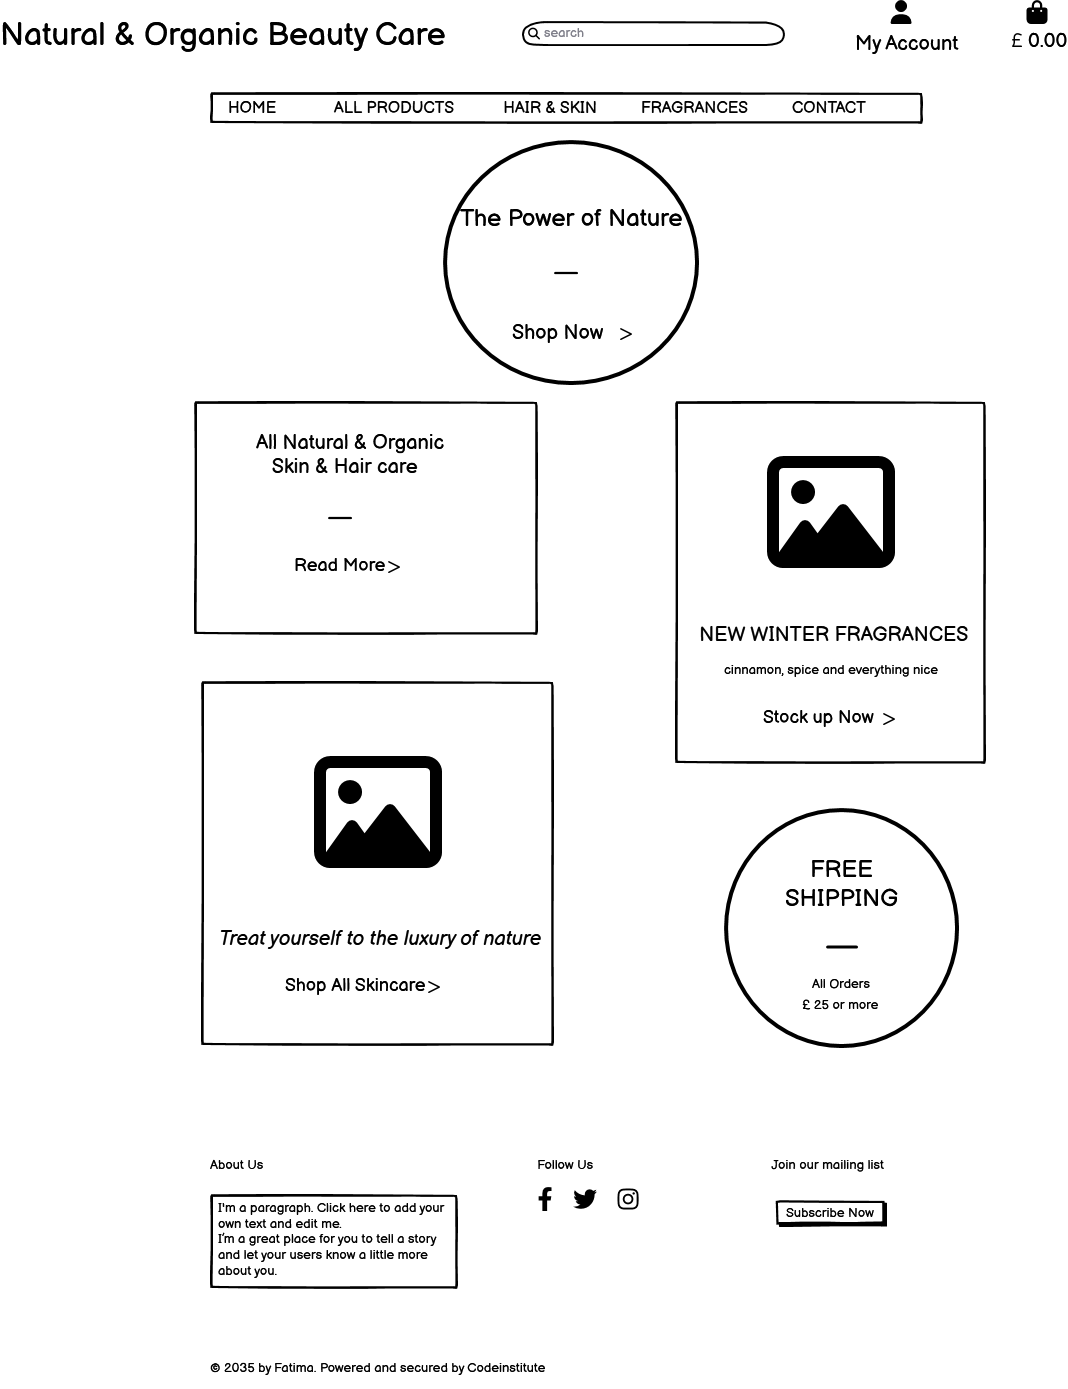 Natural & Organic Beauty Care
search
My Account
£ 0.00
HOME
ALL PRODUCTS
HAIR & SKIN
FRAGRANCES
CONTACT
The Power of Nature
Shop Now >
All Natural & Organic
Skin & Hair care
Read More >
NEW WINTER FRAGRANCES
cinnamon, spice and everything nice
Stock up Now >
Treat yourself to the luxury of nature
Shop All Skincare >
FREE
SHIPPING
All Orders
£ 25 or more
About Us
I'm a paragraph. Click here to add your
own text and edit me.
I'm a great place for you to tell a story
and let your users know a little more
about you.
Follow Us
Join our mailing list
Subscribe Now
© 2035 by Fatima. Powered and secured by Codeinstitute